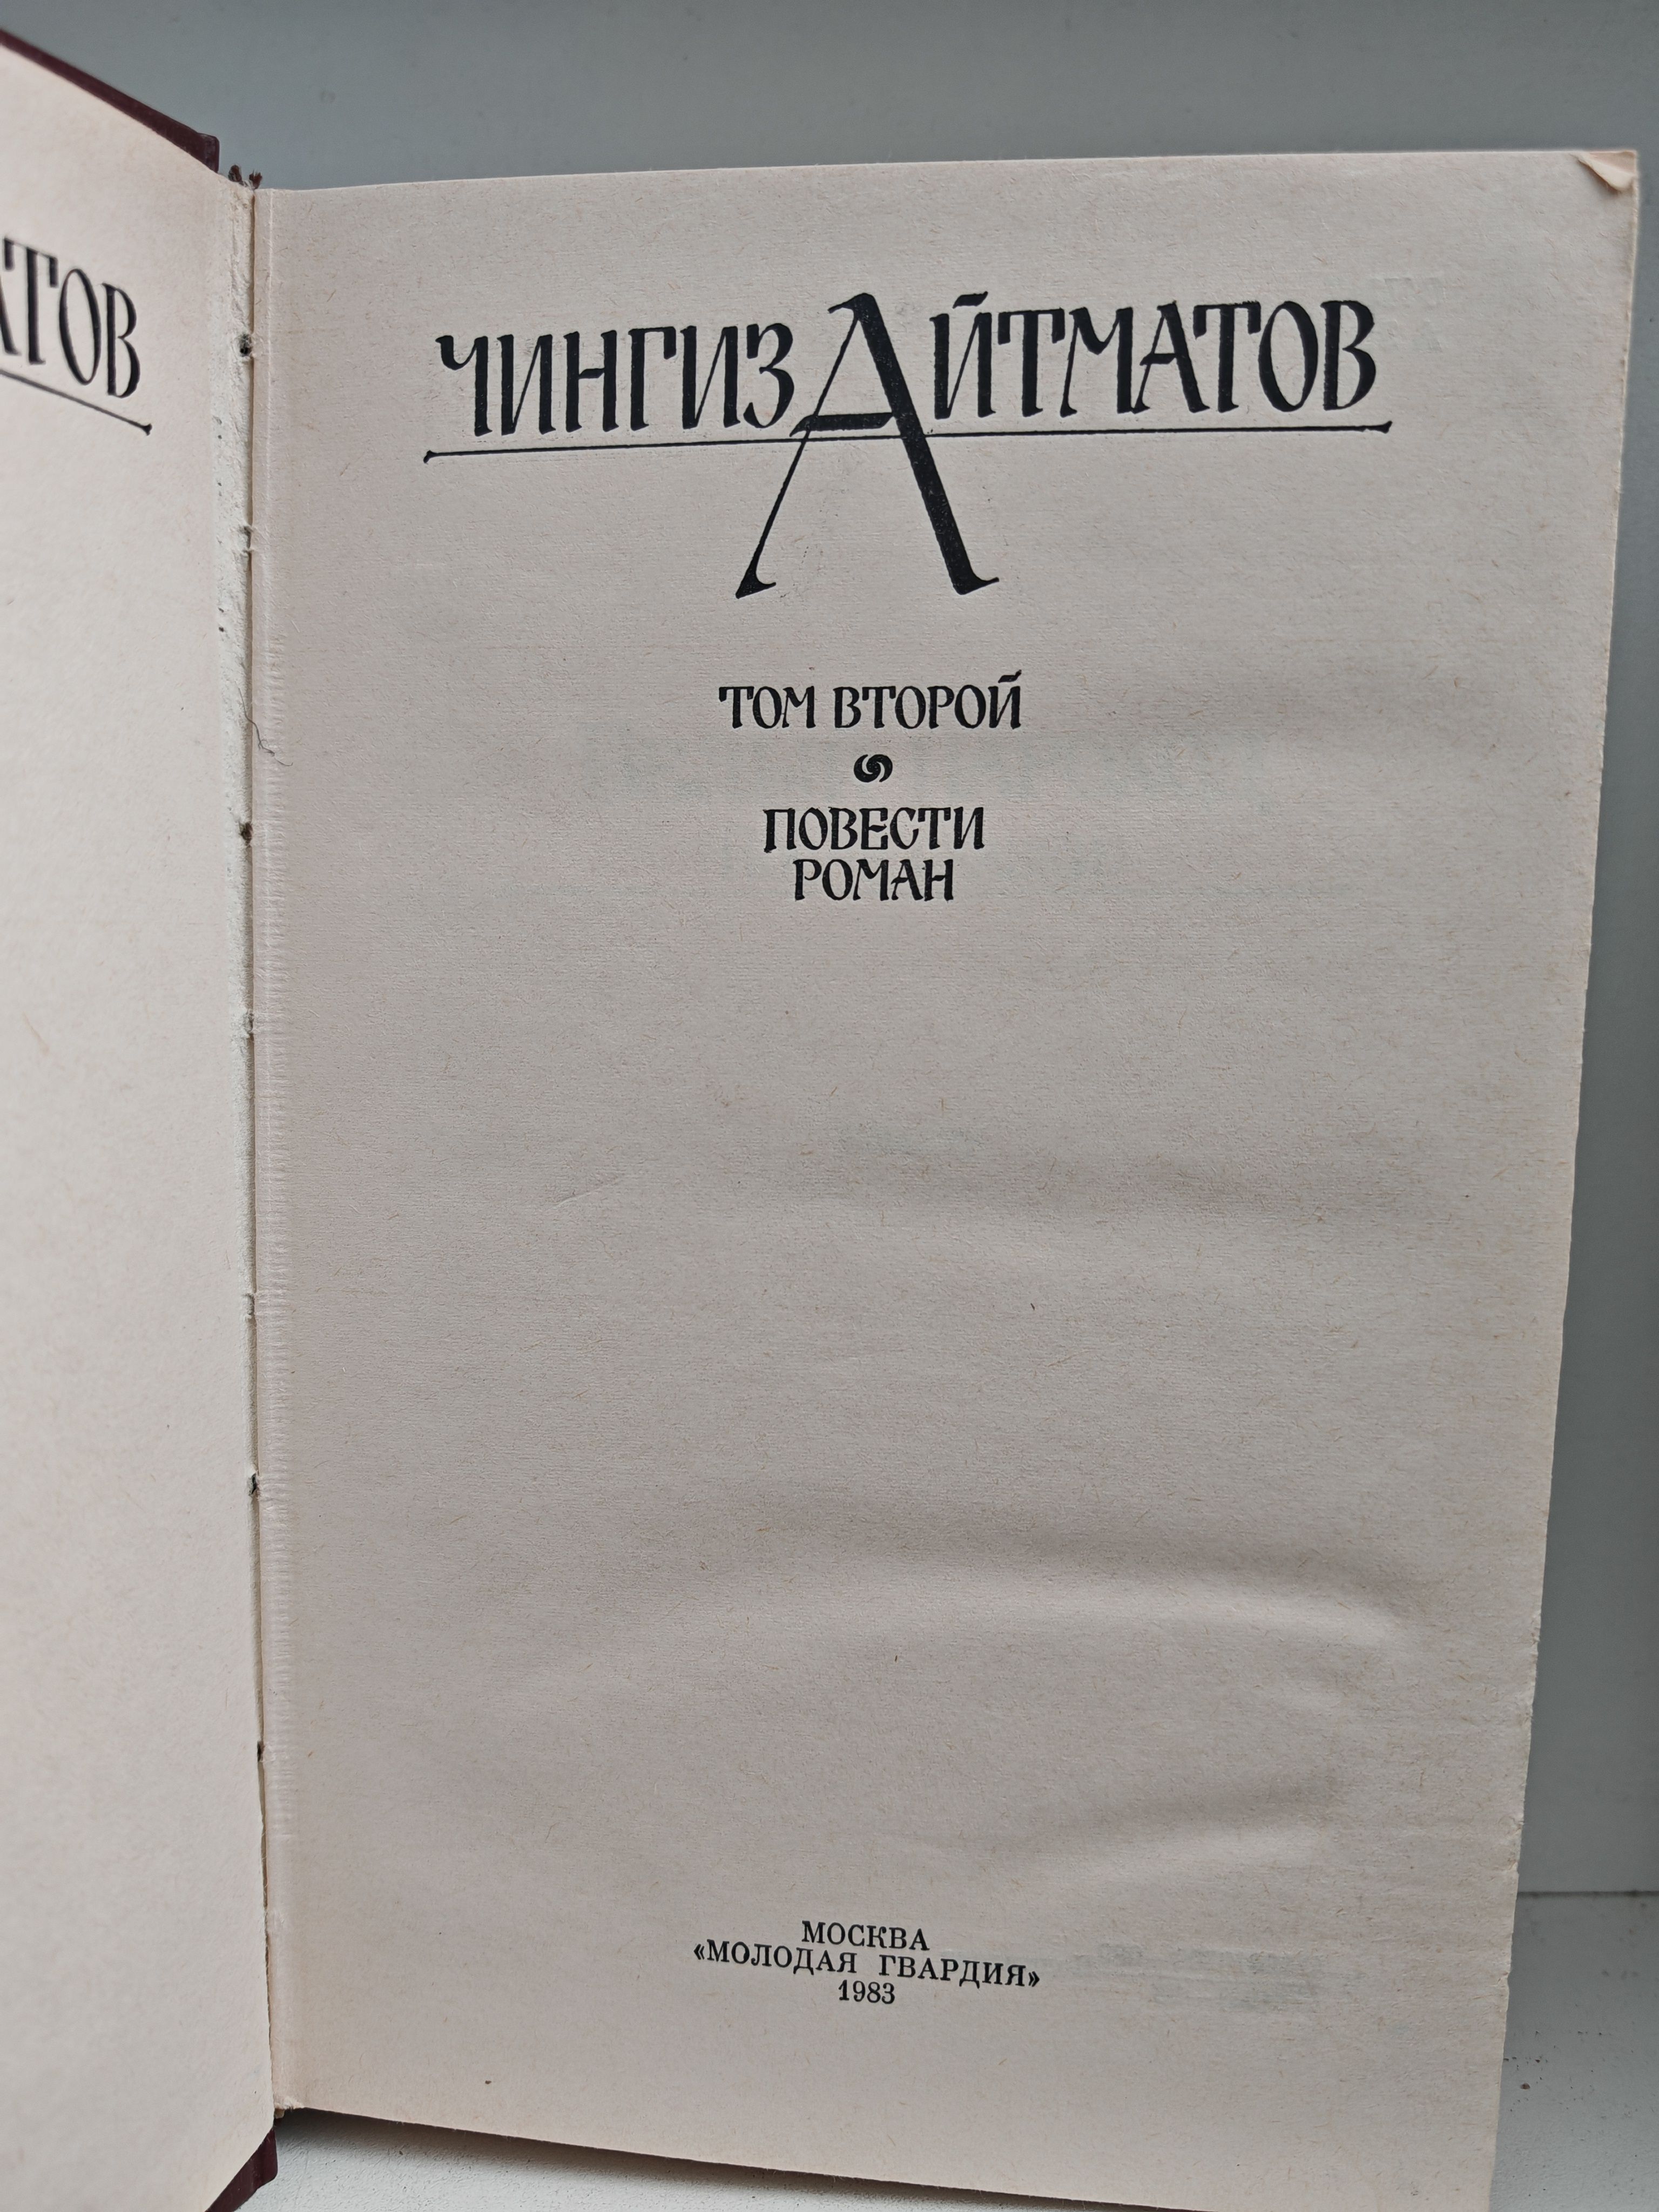 АТОВ
ЧИНГИЗ АЙТМАТОВ
ТОМ ВТОРОЙ
ПОВЕСТИ
РОМАН
МОСКВА
«МОЛОДАЯ ГВАРДИЯ»
1983